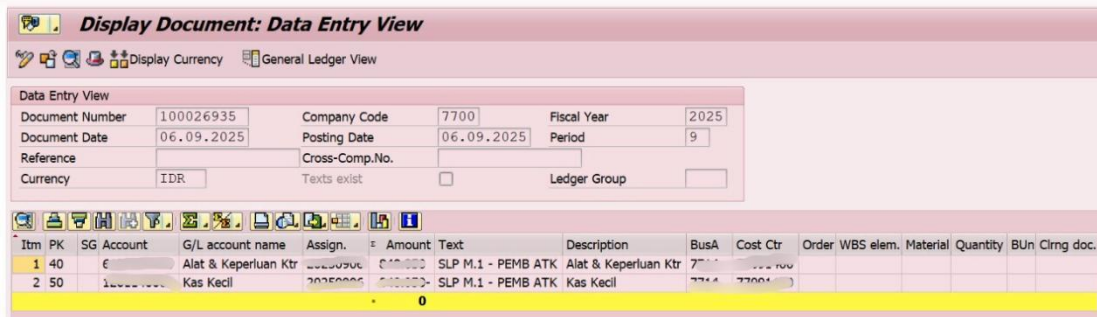 Display Document: Data Entry View
Display Currency General Ledger View
Data Entry View
Document Number 100026935 Company Code 7700 Fiscal Year 2025
Document Date 06.09.2025 Posting Date 06.09.2025 Period 9
Reference Cross-Comp.No.
Currency IDR Texts exist Ledger Group
Itm PK SG Account G/L account name Assign. Amount Text Description BusA Cost Ctr Order WBS elem. Material Quantity BUn Clrng doc.
1 40 Alat & Keperluan Ktr SLP M.1 - PEMB ATK Alat & Keperluan Ktr
2 50 Kas Kecil SLP M.1 - PEMB ATK Kas Kecil
0